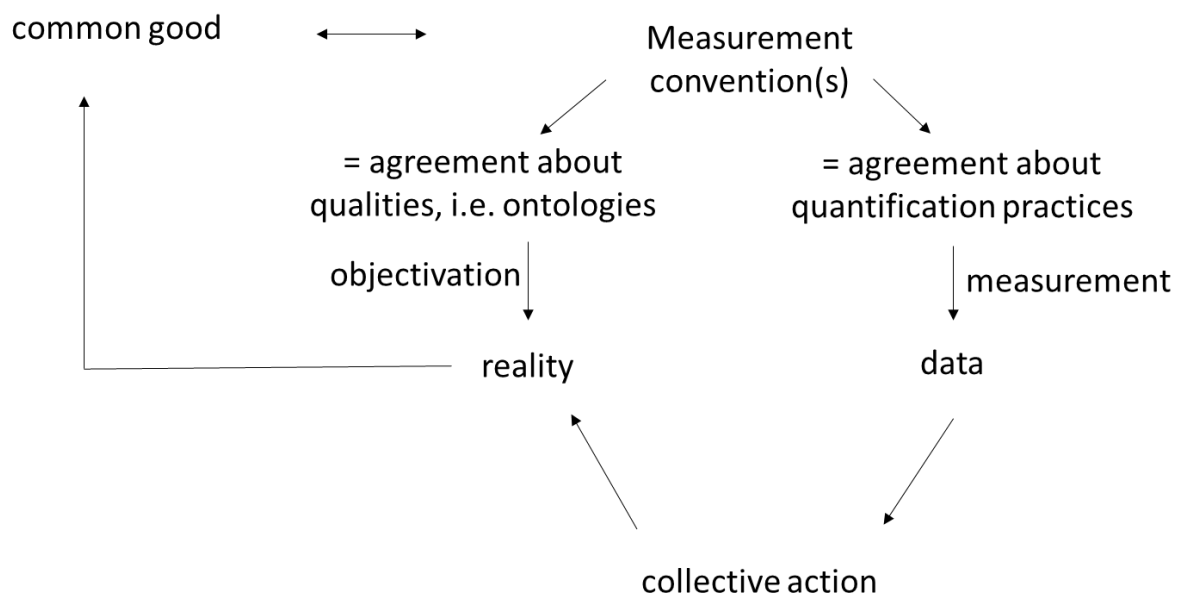 common good
Measurement
convention(s)
= agreement about
qualities, i.e. ontologies
= agreement about
quantification practices
objectivation
measurement
reality
data
collective action